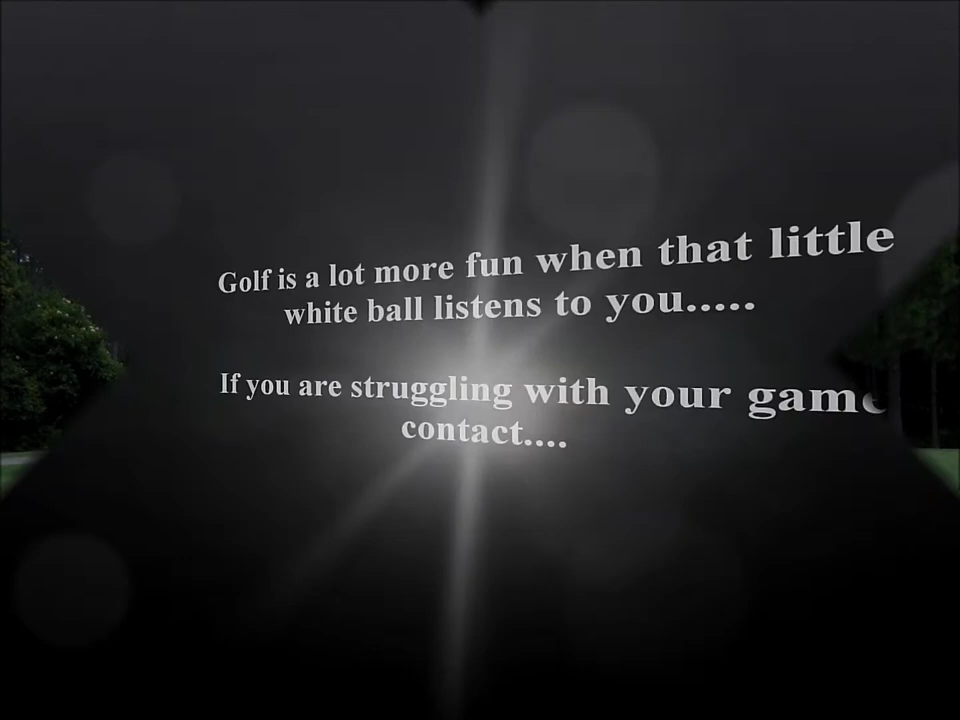 Golf is a lot more fun when that little
white ball listens to you.....
If you are struggling with your game
contact....